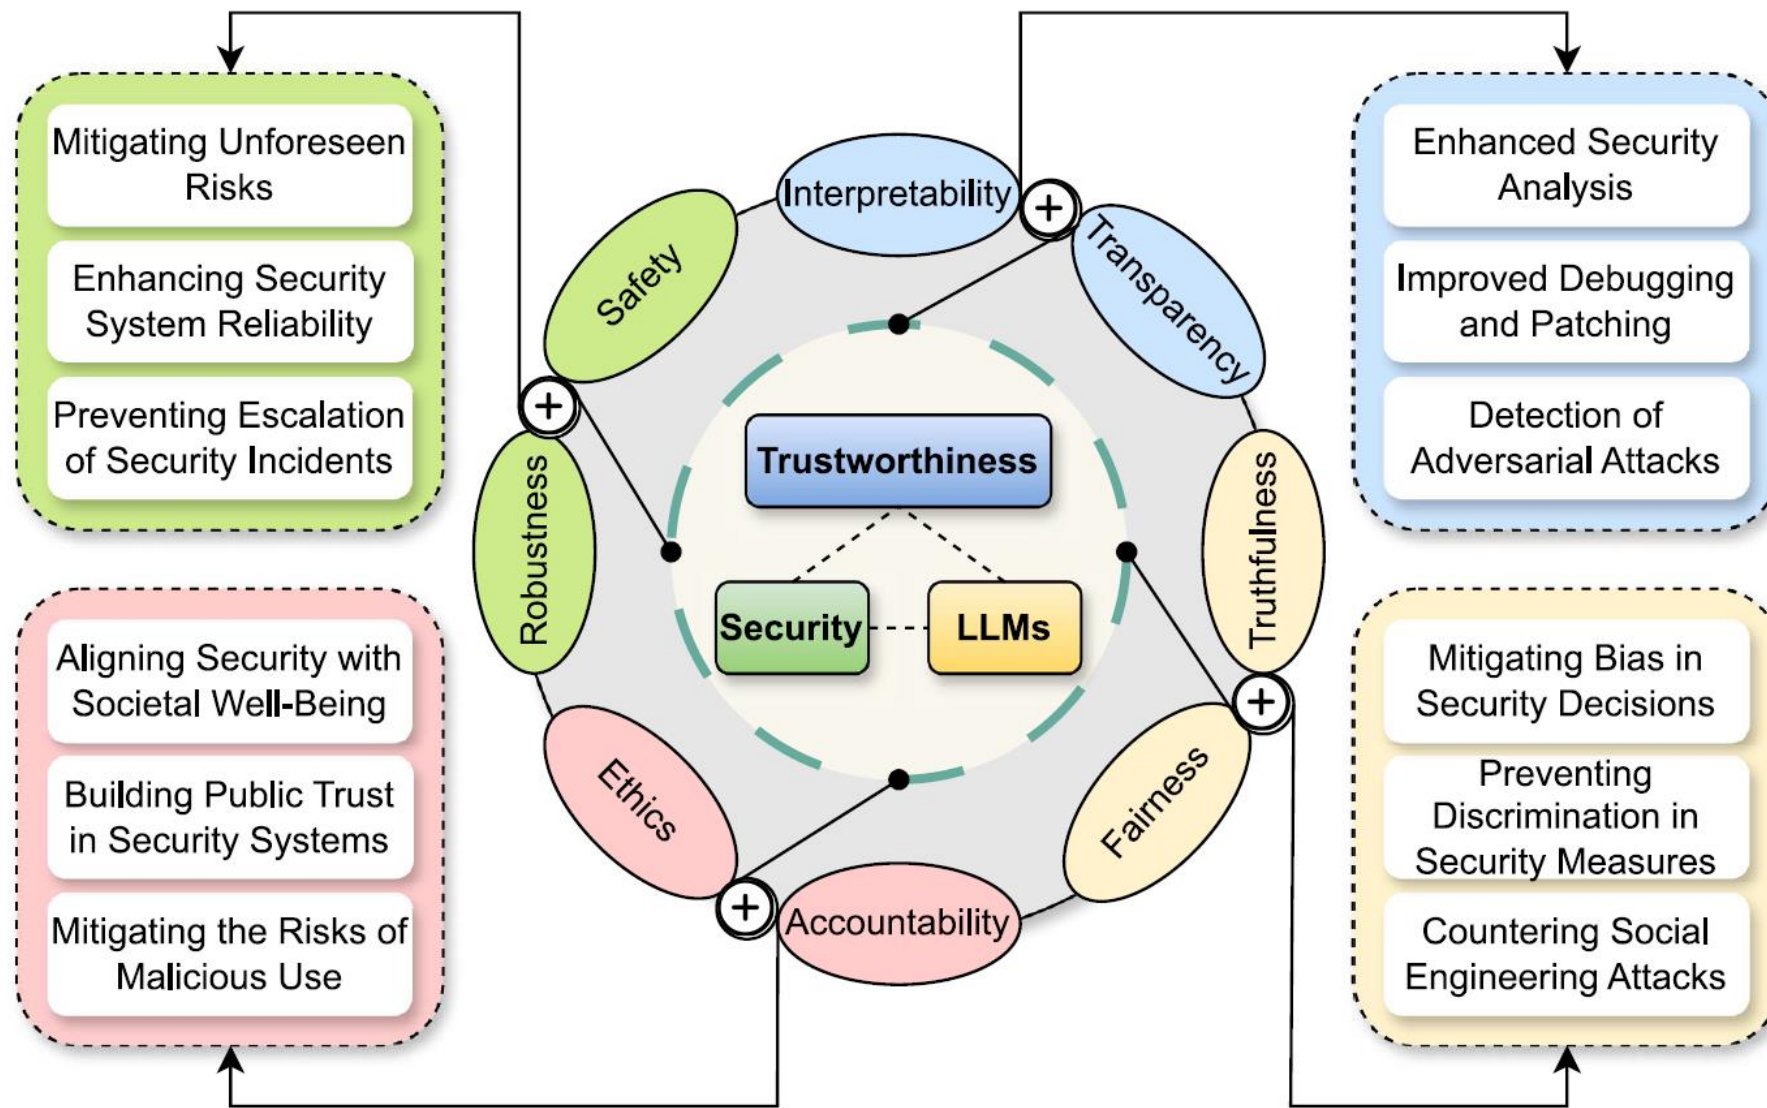 Mitigating Unforeseen
Risks
Enhancing Security
System Reliability
Preventing Escalation
of Security Incidents
Aligning Security with
Societal Well-Being
Building Public Trust
in Security Systems
Mitigating the Risks of
Malicious Use
Interpretability
Transparency
Truthfulness
Fairness
Accountability
Ethics
Robustness
Safety
Trustworthiness
Security
LLMs
Enhanced Security
Analysis
Improved Debugging
and Patching
Detection of
Adversarial Attacks
Mitigating Bias in
Security Decisions
Preventing
Discrimination in
Security Measures
Countering Social
Engineering Attacks